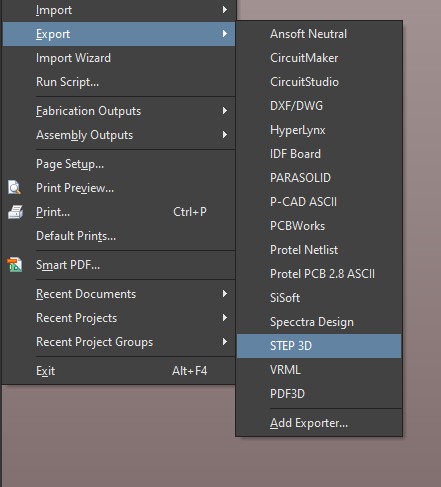 Import
Export
Import Wizard
Run Script...
Fabrication Outputs
Assembly Outputs
Page Setup...
Print Preview...
Print... Ctrl+P
Default Prints...
Smart PDF...
Recent Documents
Recent Projects
Recent Project Groups
Exit Alt+F4
Ansoft Neutral
CircuitMaker
CircuitStudio
DXF/DWG
HyperLynx
IDF Board
PARASOLID
P-CAD ASCII
PCBWorks
Protel Netlist
Protel PCB 2.8 ASCII
SiSoft
Specctra Design
STEP 3D
VRML
PDF3D
Add Exporter...